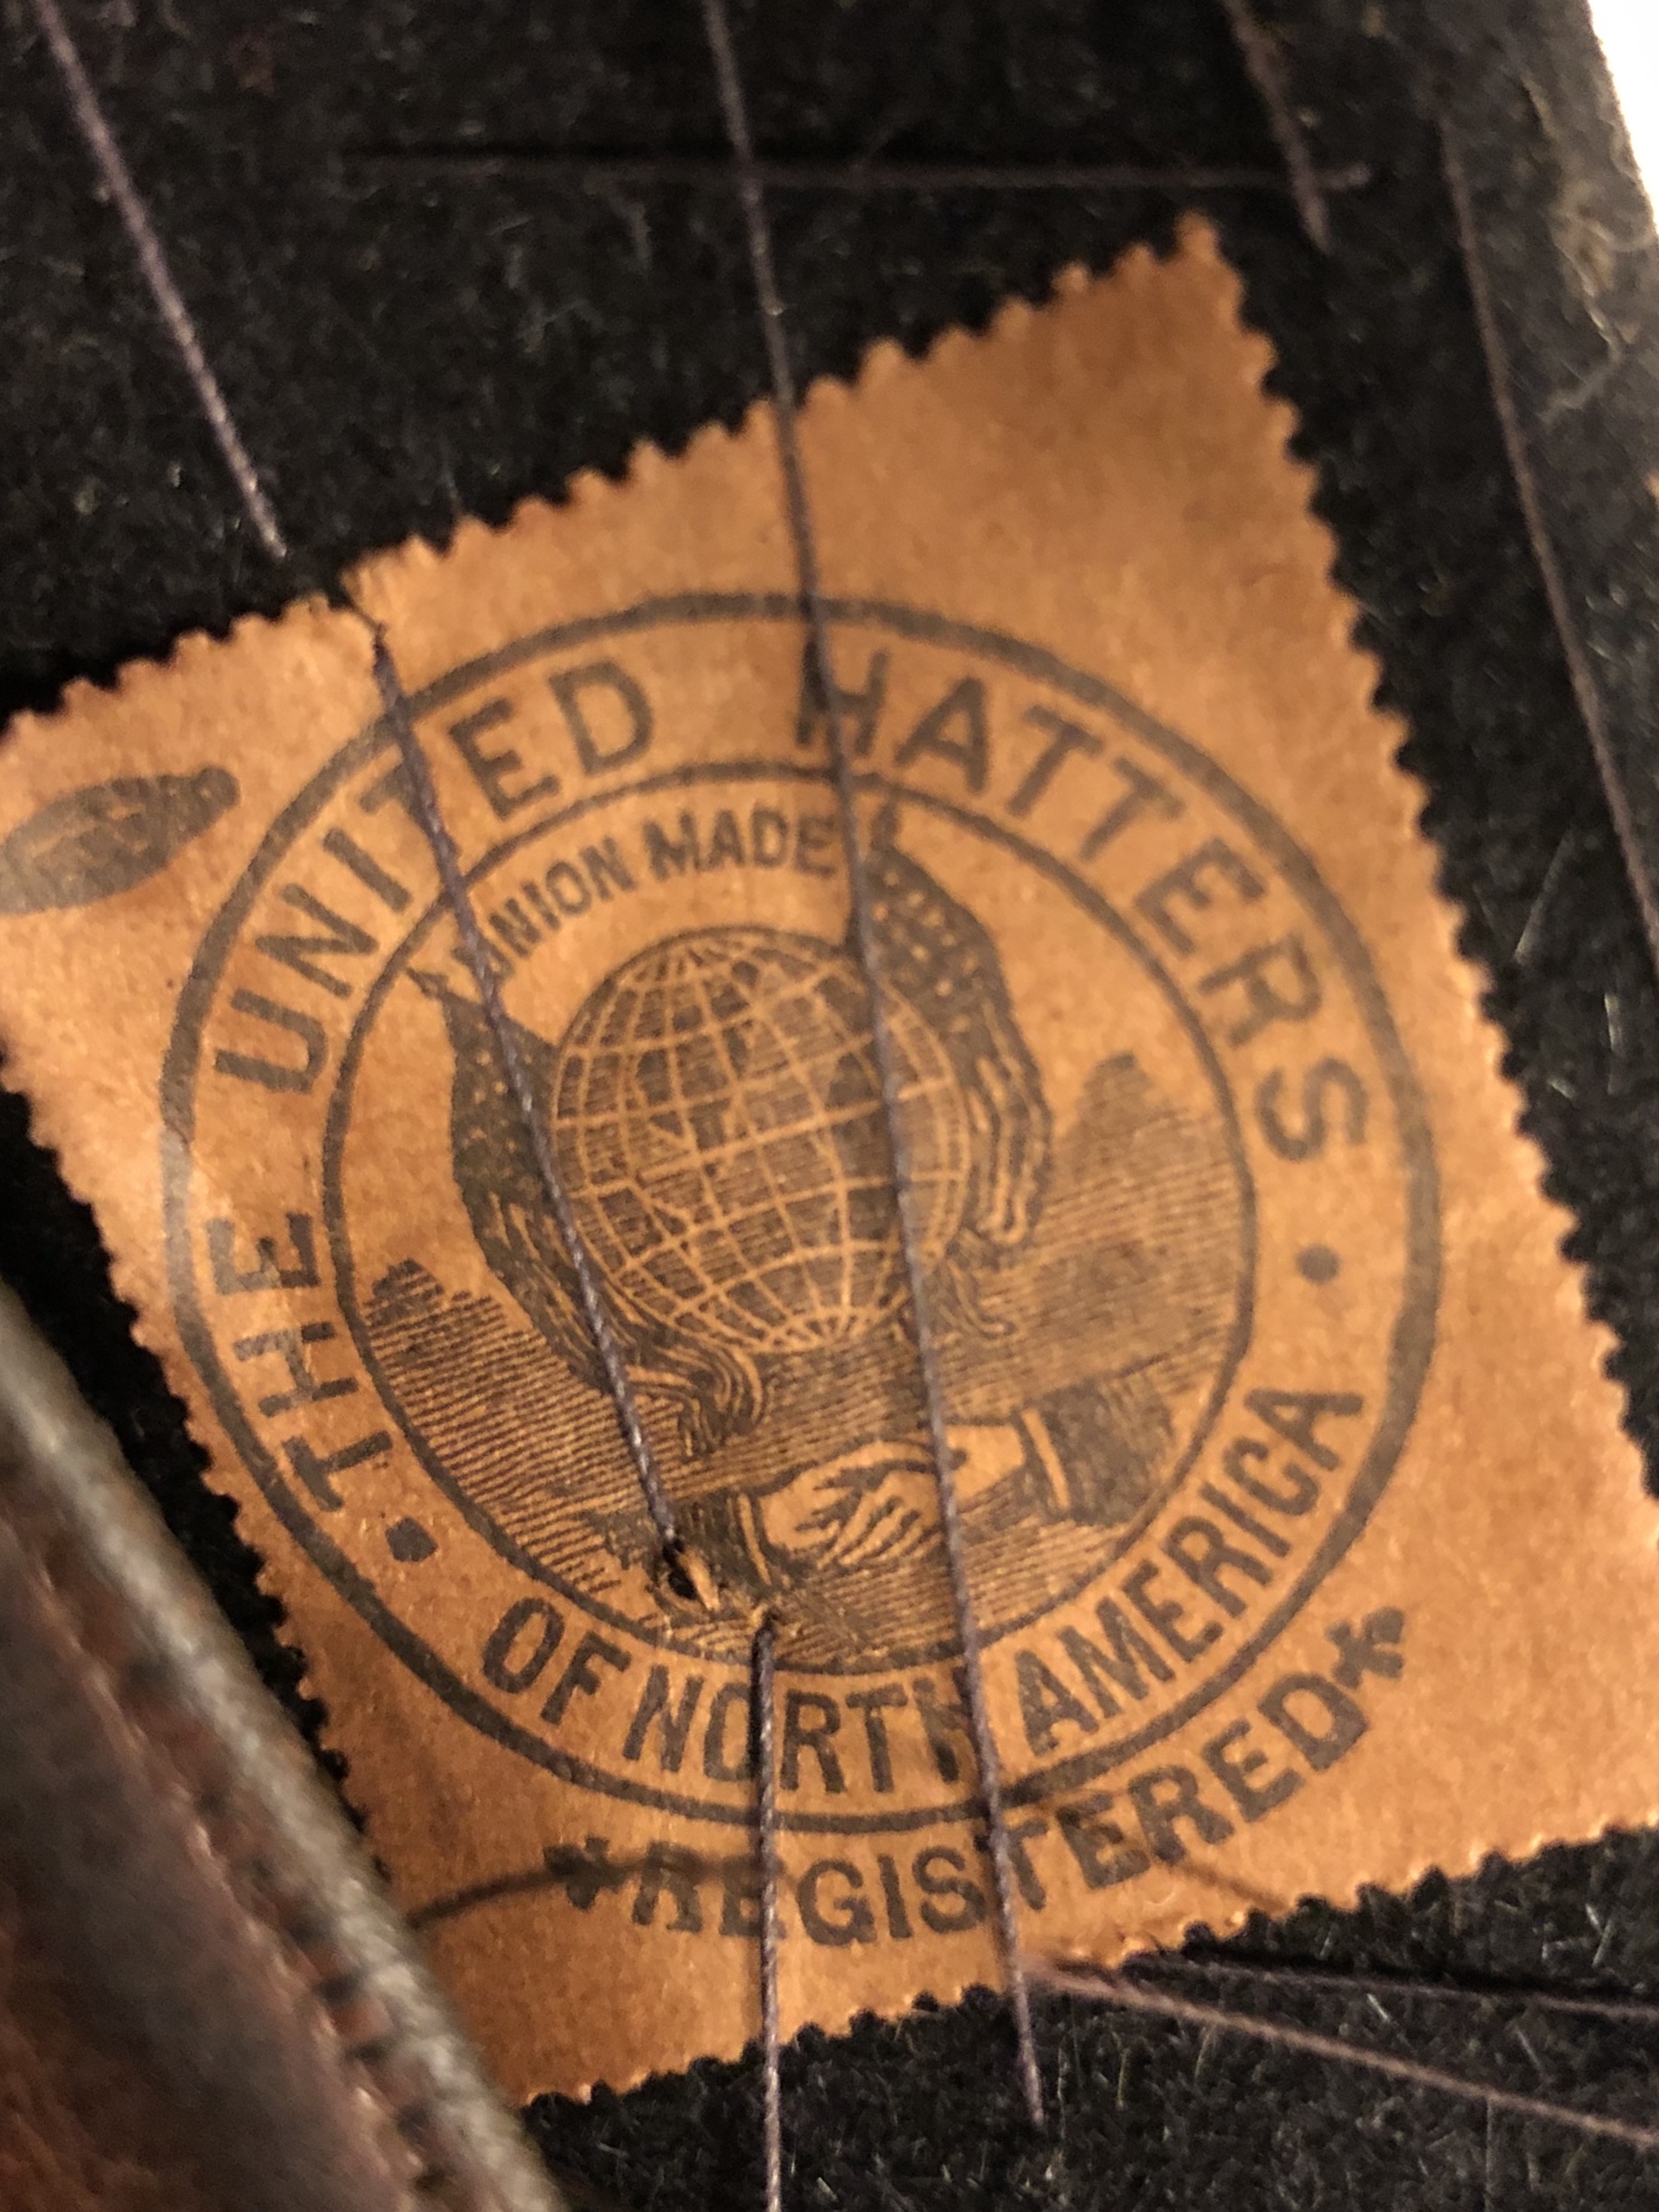 • THE UNITED HATTERS •
UNION MADE
OF NORTH AMERICA
*REGISTERED*